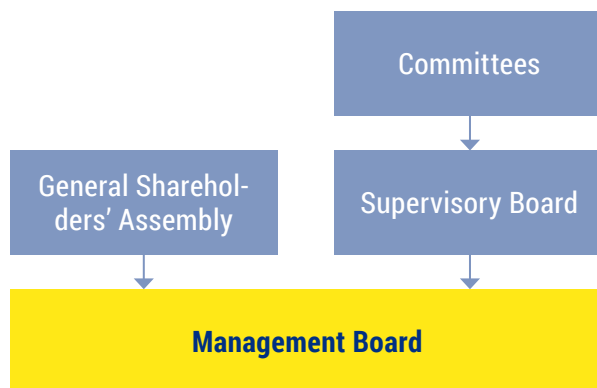 Committees
General Sharehol-
ders' Assembly
Supervisory Board
Management Board